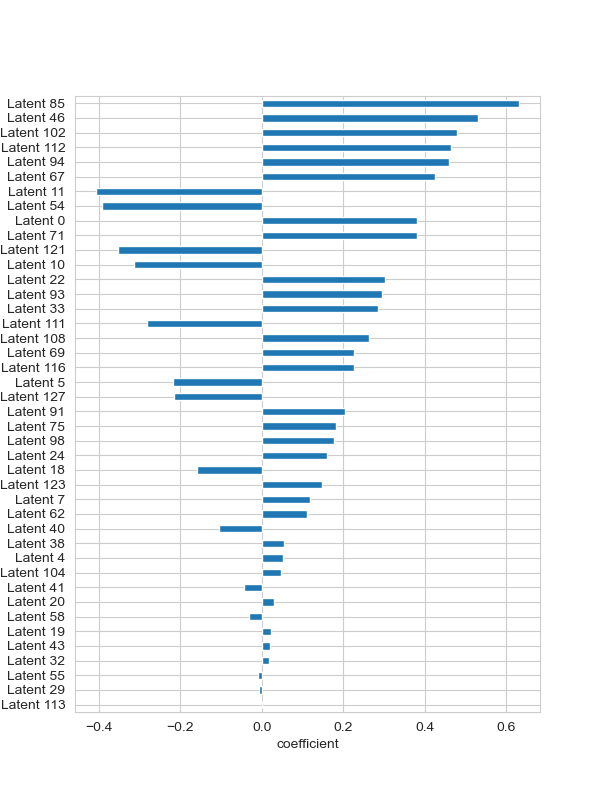 Latent 85
Latent 46
Latent 102
Latent 112
Latent 94
Latent 67
Latent 11
Latent 54
Latent 0
Latent 71
Latent 121
Latent 10
Latent 22
Latent 93
Latent 33
Latent 111
Latent 108
Latent 69
Latent 116
Latent 5
Latent 127
Latent 91
Latent 75
Latent 98
Latent 24
Latent 18
Latent 123
Latent 7
Latent 62
Latent 40
Latent 38
Latent 4
Latent 104
Latent 41
Latent 20
Latent 58
Latent 19
Latent 43
Latent 32
Latent 55
Latent 29
Latent 113
−0.4 −0.2 0.0 0.2 0.4 0.6
coefficient